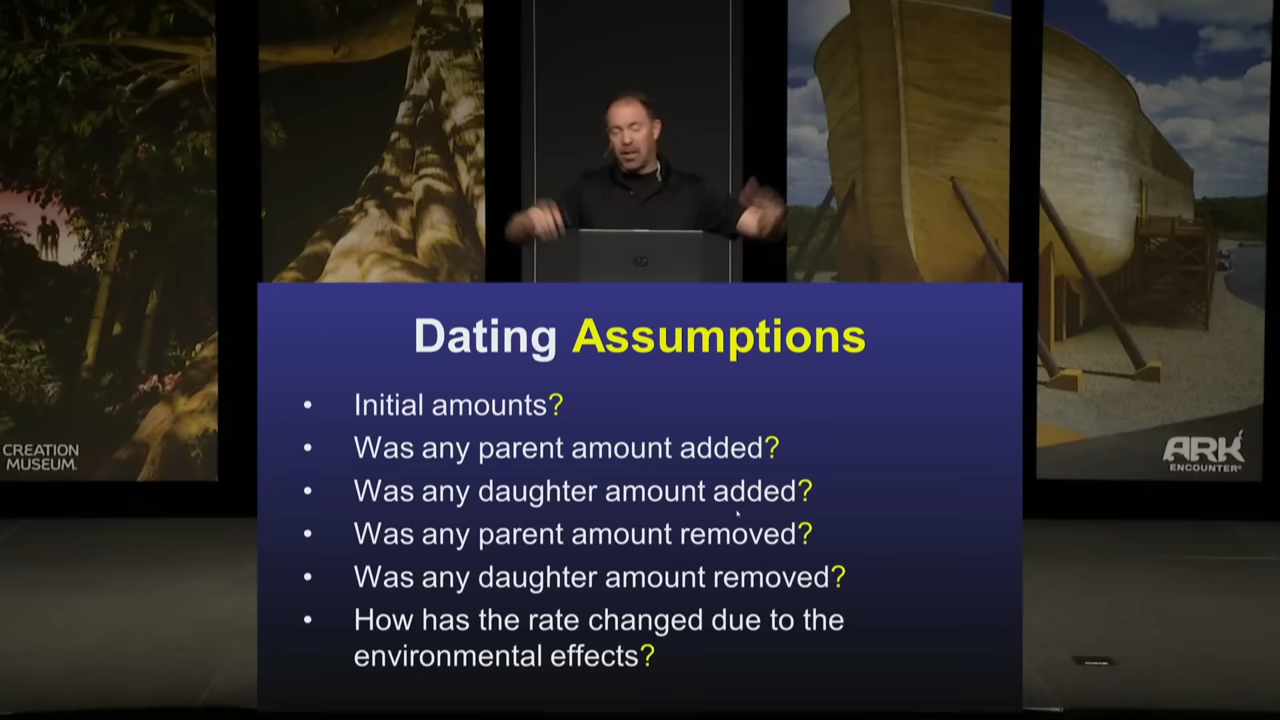 CREATION
MUSEUM
ARK
ENCOUNTER
Dating Assumptions
• Initial amounts?
• Was any parent amount added?
• Was any daughter amount added?
• Was any parent amount removed?
• Was any daughter amount removed?
• How has the rate changed due to the
environmental effects?